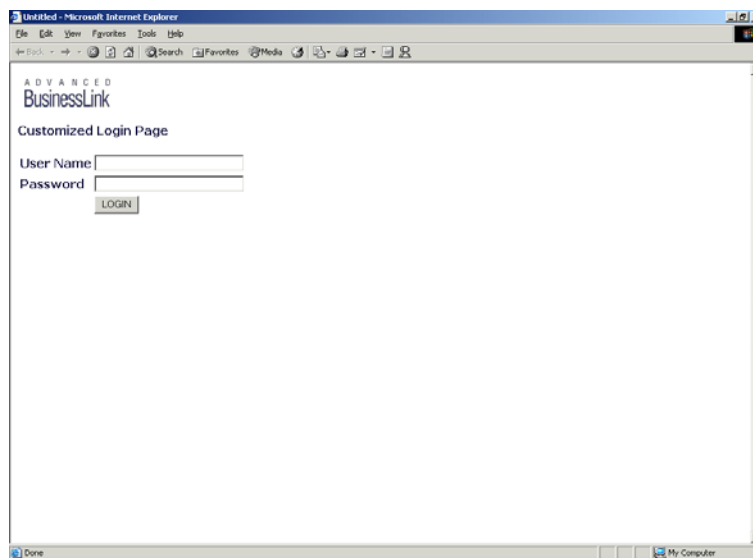 Untitled - Microsoft Internet Explorer
File Edit View Favorites Tools Help
Back Search Favorites Media
ADVANCED
BusinessLink
Customized Login Page
User Name
Password
LOGIN
Done My Computer